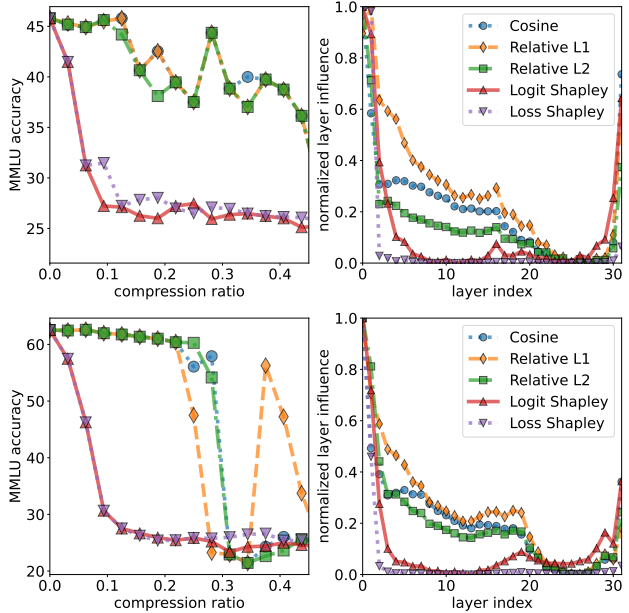 MMLU accuracy
45
40
35
30
25
0.0 0.1 0.2 0.3 0.4
compression ratio
normalized layer influence
1.0
0.8
0.6
0.4
0.2
0.0
0 10 20 30
layer index
Cosine
Relative L1
Relative L2
Logit Shapley
Loss Shapley
MMLU accuracy
60
50
40
30
20
0.0 0.1 0.2 0.3 0.4
compression ratio
normalized layer influence
1.0
0.8
0.6
0.4
0.2
0.0
0 10 20 30
layer index
Cosine
Relative L1
Relative L2
Logit Shapley
Loss Shapley